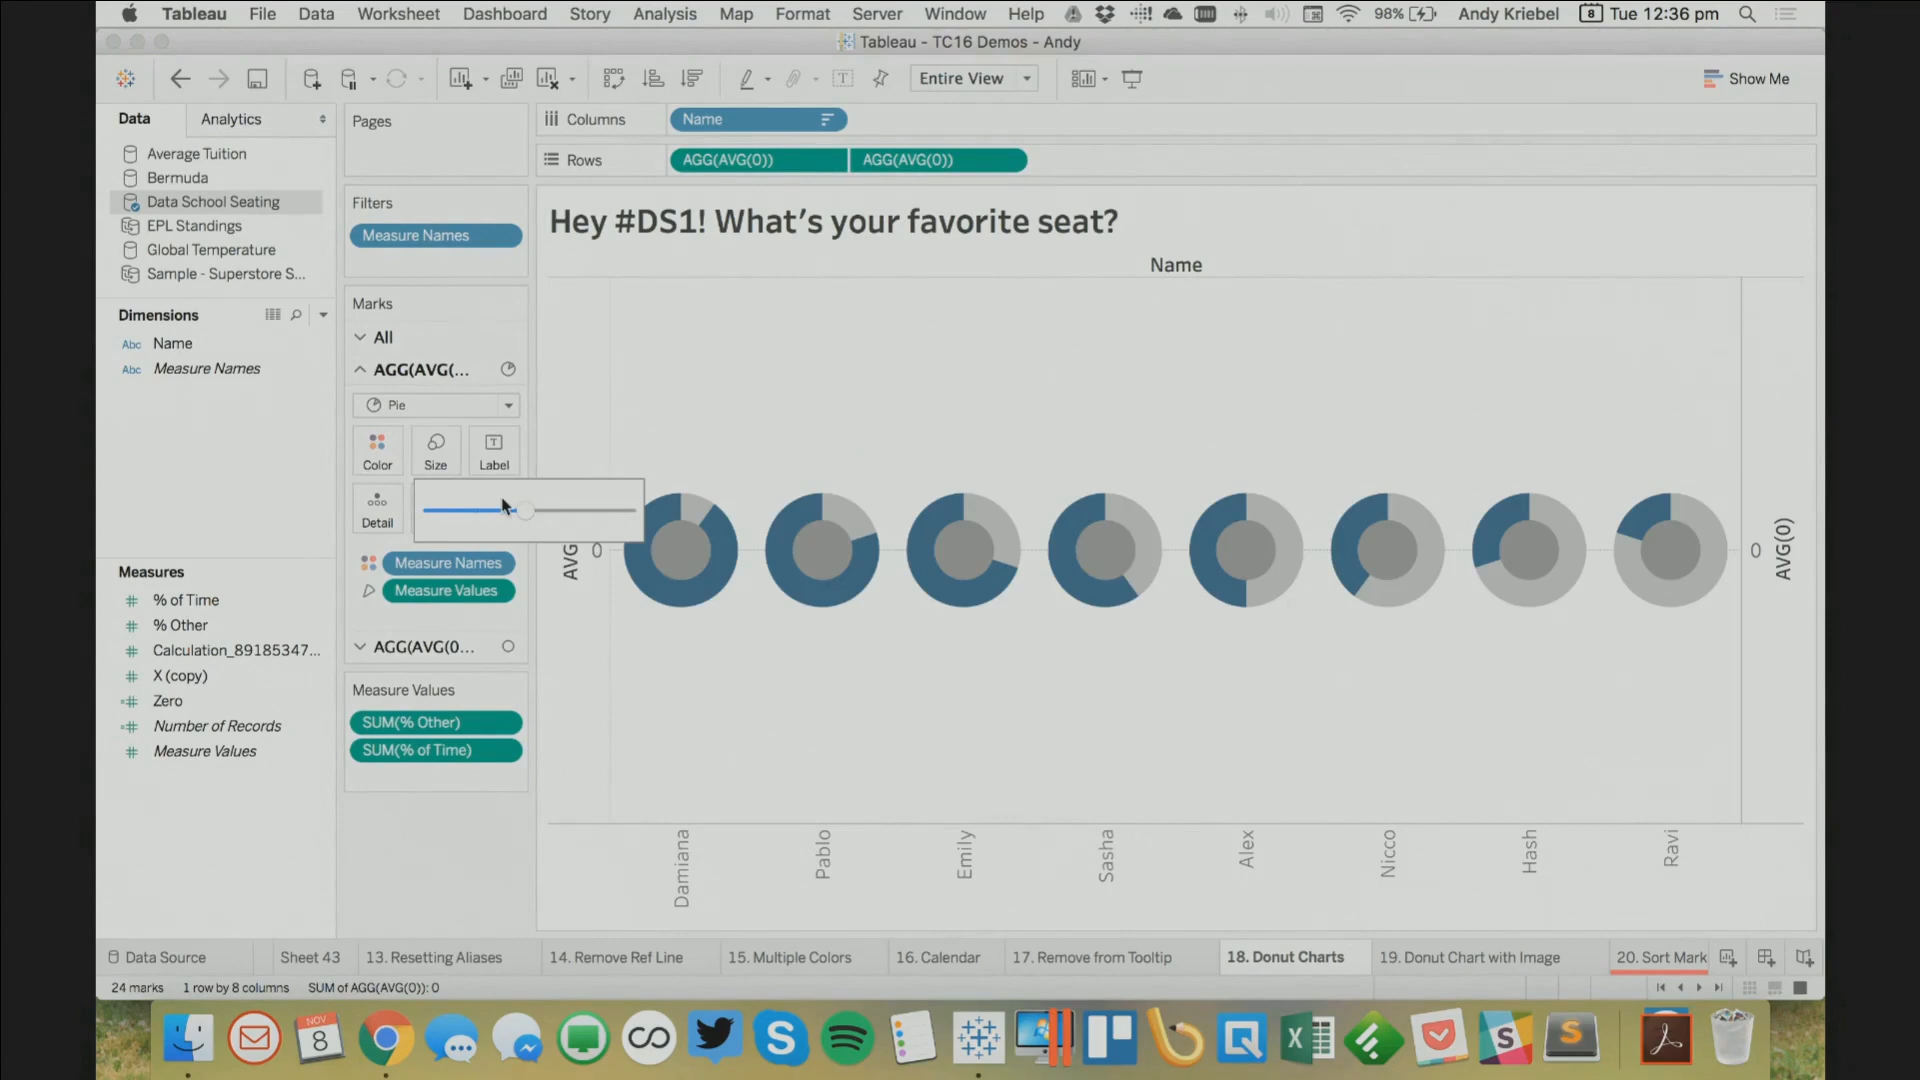 Tableau File Data Worksheet Dashboard Story Analysis Map Format Server Window Help 98% Andy Kriebel 8 Tue 12:36 pm
Tableau - TC16 Demos - Andy
Entire View
Show Me
Data
Analytics
Average Tuition
Bermuda
Data School Seating
EPL Standings
Global Temperature
Sample - Superstore S...
Dimensions
Abc Name
Abc Measure Names
Measures
% of Time
% Other
Calculation_89185347...
X (copy)
Zero
Number of Records
Measure Values
Pages
Filters
Measure Names
Marks
All
AGG(AVG(...
Pie
Color
Size
Label
Detail
Measure Names
Measure Values
AGG(AVG(0...
Measure Values
SUM(% Other)
SUM(% of Time)
Columns
Name
Rows
AGG(AVG(0))
AGG(AVG(0))
Hey #DS1! What's your favorite seat?
Name
AVG
0
0
AVG(0)
Damiana
Pablo
Emily
Sasha
Alex
Nicco
Hash
Ravi
Data Source
Sheet 43
13. Resetting Aliases
14. Remove Ref Line
15. Multiple Colors
16. Calendar
17. Remove from Tooltip
18. Donut Charts
19. Donut Chart with Image
20. Sort Mark
24 marks
1 row by 8 columns
SUM of AGG(AVG(0)): 0
NOV
8